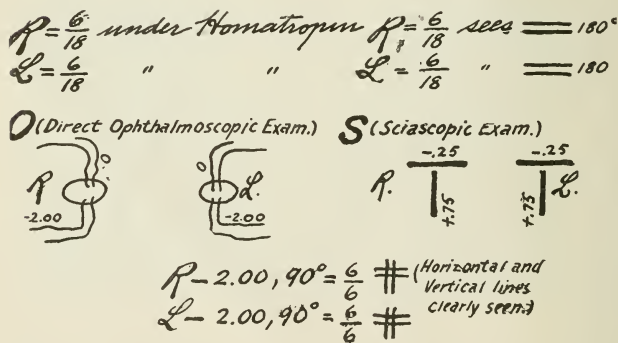 R = 6/18 under Homatropin R = 6/18 sees 180°
L = 6/18 " " L = 6/18 " 180
O (Direct Ophthalmoscopic Exam.) S (Sciascopic Exam.)
0 0 -.25 -.25
R L. R. L.
-2.00 -2.00 +.75 +.75
R - 2.00, 90° = 6/6 (Horizontal and
Vertical lines
L - 2.00, 90° = 6/6 clearly seen.)